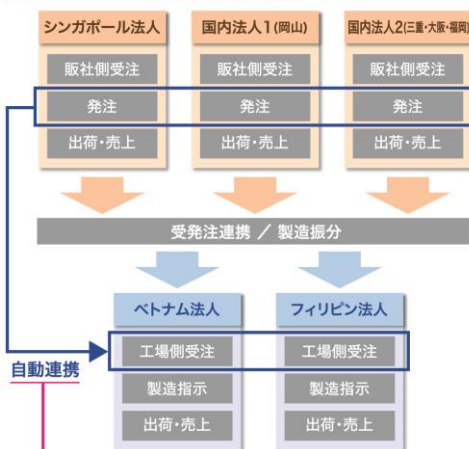 シンガポール法人 国内法人1(岡山) 国内法人2(三重・大阪・福岡)
販社側受注 販社側受注 販社側受注
発注 発注 発注
出荷・売上 出荷・売上 出荷・売上
受発注連携 / 製造振分
ベトナム法人 フィリピン法人
工場側受注 工場側受注
自動連携
製造指示 製造指示
出荷・売上 出荷・売上